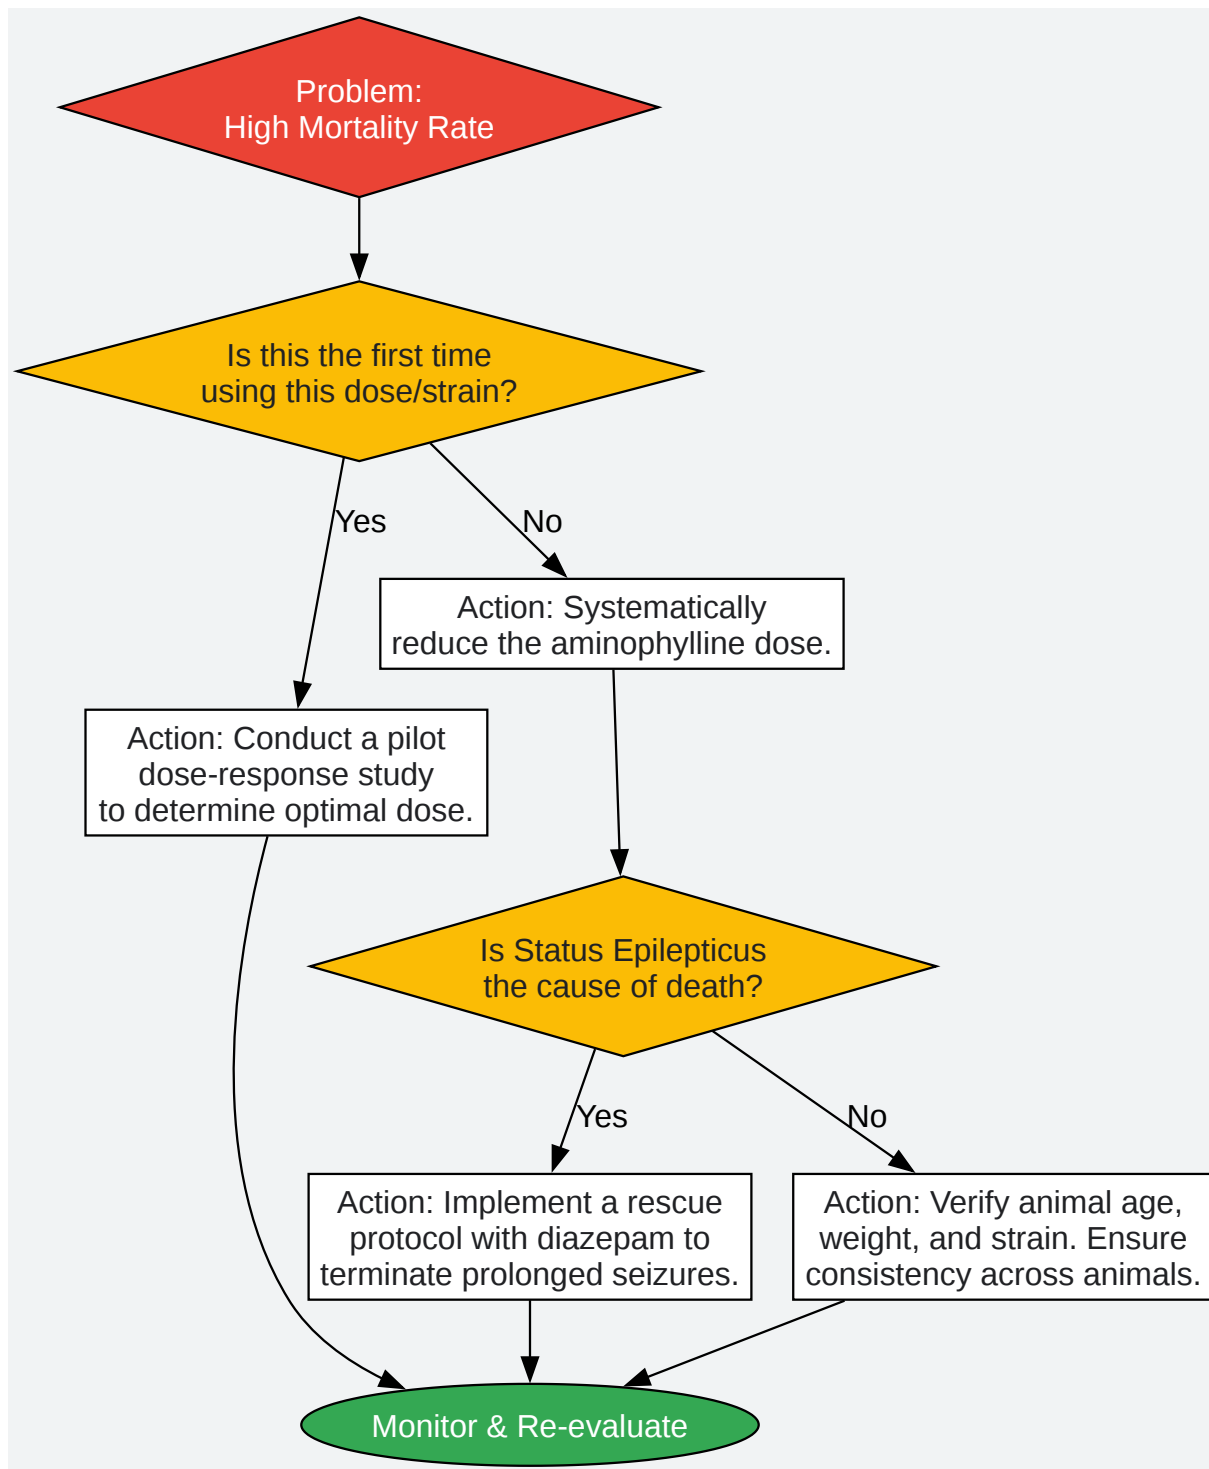 Problem:
High Mortality Rate
Is this the first time
using this dose/strain?
Yes
No
Action: Systematically
reduce the aminophylline dose.
Action: Conduct a pilot
dose-response study
to determine optimal dose.
Is Status Epilepticus
the cause of death?
Yes
No
Action: Implement a rescue
protocol with diazepam to
terminate prolonged seizures.
Action: Verify animal age,
weight, and strain. Ensure
consistency across animals.
Monitor & Re-evaluate